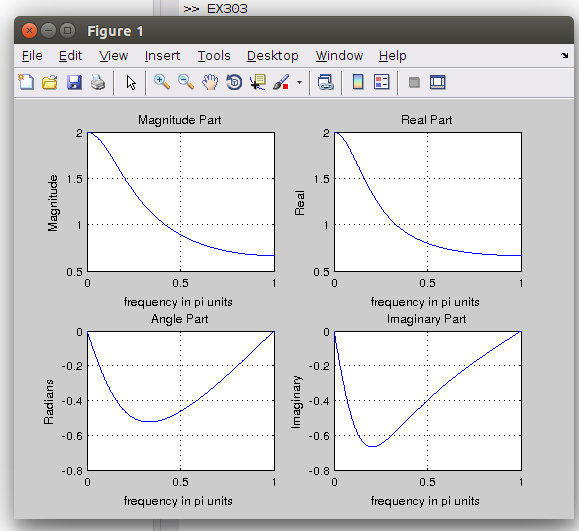 >> EX303
Figure 1
File Edit View Insert Tools Desktop Window Help
Magnitude Part
Magnitude
2
1.5
1
0.5
0 0.5 1
frequency in pi units
Real Part
Real
2
1.5
1
0.5
0 0.5 1
frequency in pi units
Angle Part
Radians
0
-0.2
-0.4
-0.6
-0.8
0 0.5 1
frequency in pi units
Imaginary Part
Imaginary
0
-0.2
-0.4
-0.6
-0.8
0 0.5 1
frequency in pi units